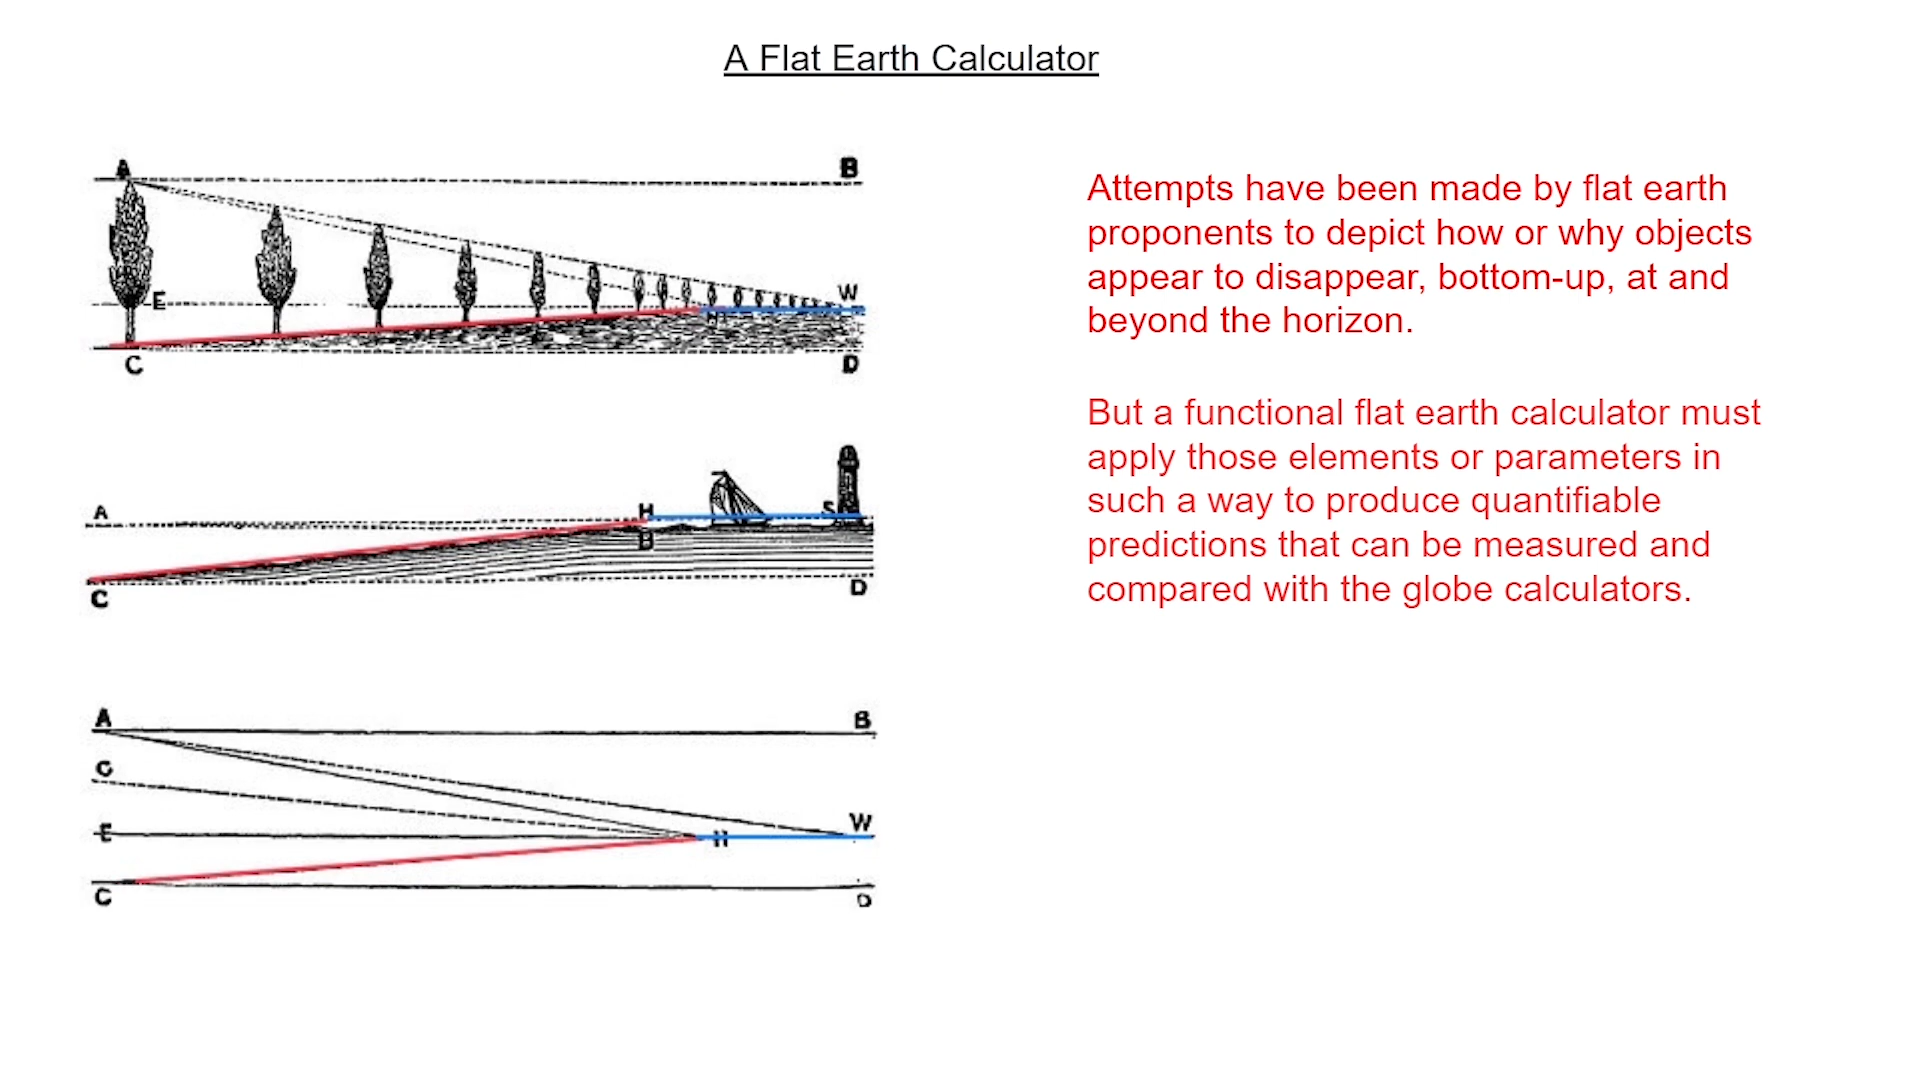 A Flat Earth Calculator
A
B
E
W
H
C
D
A
H
S
B
C
D
A
B
G
E
H
W
C
D
Attempts have been made by flat earth
proponents to depict how or why objects
appear to disappear, bottom-up, at and
beyond the horizon.
But a functional flat earth calculator must
apply those elements or parameters in
such a way to produce quantifiable
predictions that can be measured and
compared with the globe calculators.